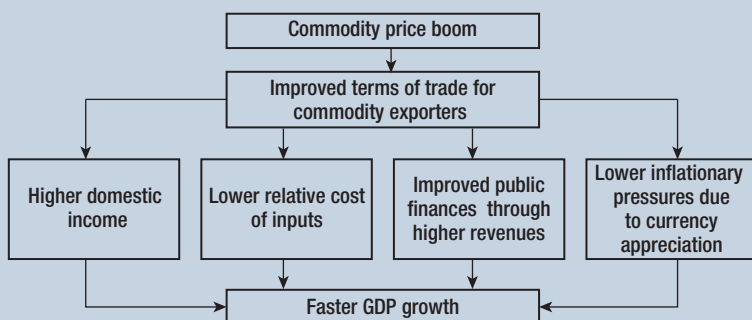 Commodity price boom
Improved terms of trade for
commodity exporters
Higher domestic
income
Lower relative cost
of inputs
Improved public
finances through
higher revenues
Lower inflationary
pressures due
to currency
appreciation
Faster GDP growth